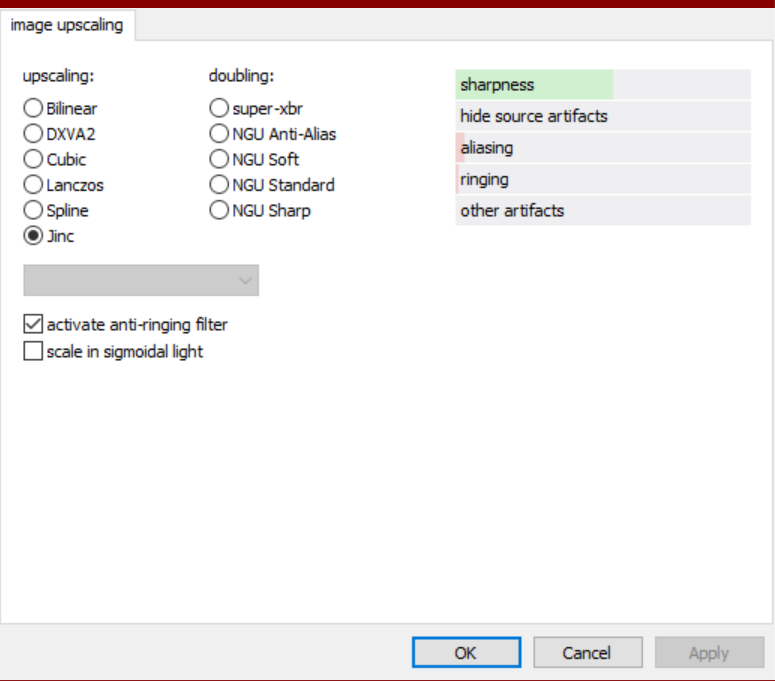 image upscaling
upscaling:
Bilinear
DXVA2
Cubic
Lanczos
Spline
Jinc
doubling:
super-xbr
NGU Anti-Alias
NGU Soft
NGU Standard
NGU Sharp
sharpness
hide source artifacts
aliasing
ringing
other artifacts
activate anti-ringing filter
scale in sigmoidal light
OK
Cancel
Apply